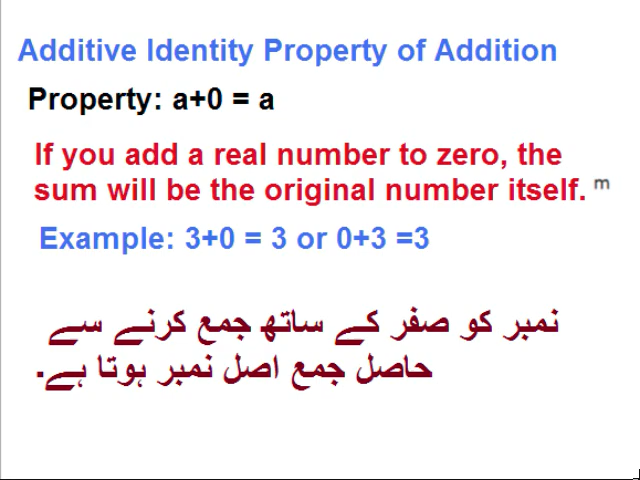 Additive Identity Property of Addition
Property: a+0 = a
If you add a real number to zero, the
sum will be the original number itself. m
Example: 3+0 = 3 or 0+3 =3
نمبر کو صفر کے ساتھ جمع کرنے سے
حاصل جمع اصل نمبر ہوتا ہے۔